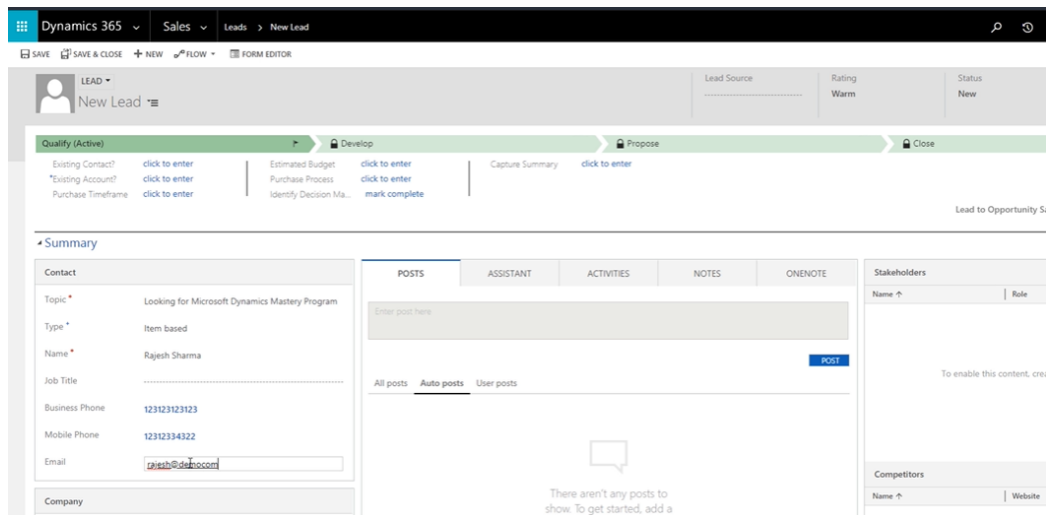 Dynamics 365 Sales Leads > New Lead
SAVE SAVE & CLOSE + NEW FLOW FORM EDITOR
LEAD
New Lead
Lead Source Rating Status
Warm New
Qualify (Active) Develop Propose Close
Existing Contact? click to enter Estimated Budget click to enter Capture Summary click to enter
*Existing Account? click to enter Purchase Process click to enter
Purchase Timeframe click to enter Identify Decision Ma... mark complete
Lead to Opportunity Sa
Summary
Contact
Topic * Looking for Microsoft Dynamics Mastery Program
Type * Item based
Name * Rajesh Sharma
Job Title
Business Phone 123123123123
Mobile Phone 12312334322
Email rajesh@democom
Company
POSTS ASSISTANT ACTIVITIES NOTES ONENOTE
Enter post here
POST
All posts Auto posts User posts
There aren't any posts to
show. To get started, add a
Stakeholders
Name ↑ Role
To enable this content, crea
Competitors
Name ↑ Website